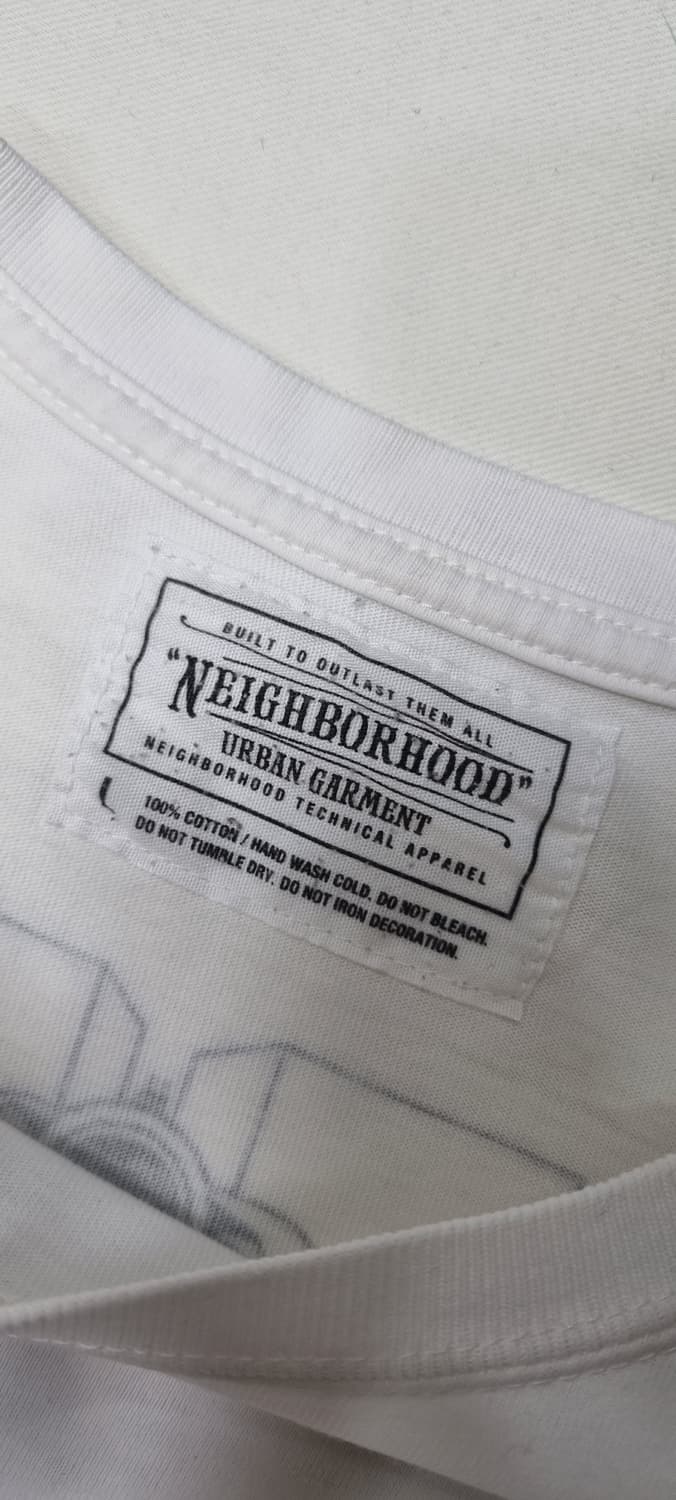 BUILT TO OUTLAST THEM ALL
"NEIGHBORHOOD"
URBAN GARMENT
NEIGHBORHOOD TECHNICAL APPAREL
L
100% COTTON / HAND WASH COLD. DO NOT BLEACH.
DO NOT TUMBLE DRY. DO NOT IRON DECORATION.